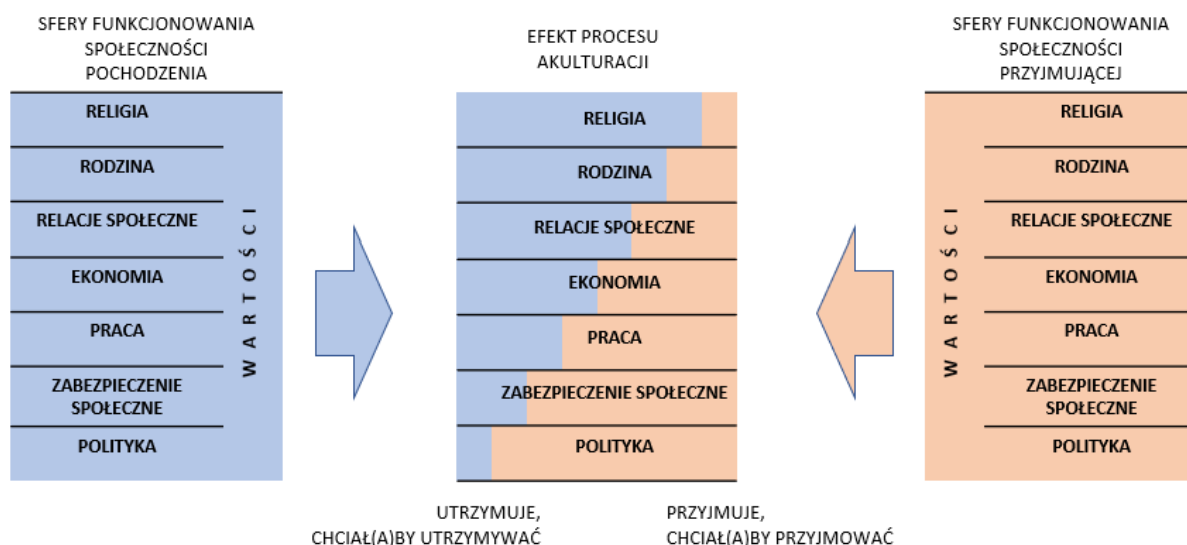 SFERY FUNKCJONOWANIA
SPOŁECZNOŚCI
POCHODZENIA
RELIGIA
RODZINA
RELACJE SPOŁECZNE
EKONOMIA
PRACA
ZABEZPIECZENIE
SPOŁECZNE
POLITYKA
WARTOŚCI
EFEKT PROCESU
AKULTURACJI
RELIGIA
RODZINA
RELACJE SPOŁECZNE
EKONOMIA
PRACA
ZABEZPIECZENIE SPOŁECZNE
POLITYKA
UTRZYMUJE,
CHCIAŁ(A)BY UTRZYMYWAĆ
PRZYJMUJE,
CHCIAŁ(A)BY PRZYJMOWAĆ
SFERY FUNKCJONOWANIA
SPOŁECZNOŚCI
PRZYJMUJĄCEJ
WARTOŚCI
RELIGIA
RODZINA
RELACJE SPOŁECZNE
EKONOMIA
PRACA
ZABEZPIECZENIE
SPOŁECZNE
POLITYKA